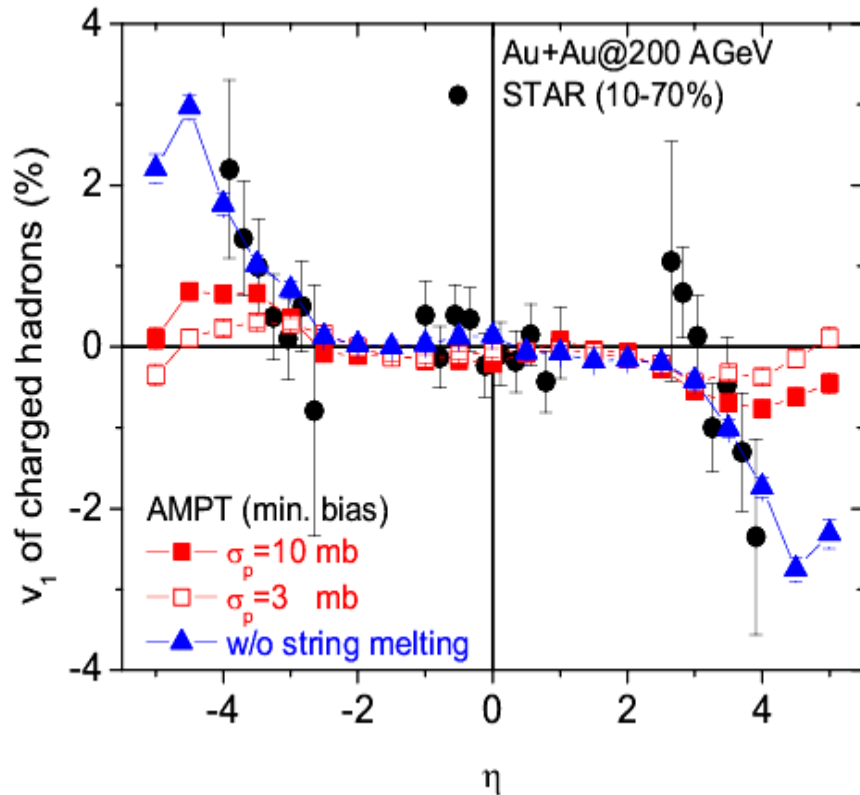 4
2
0
-2
-4
v1 of charged hadrons (%)
Au+Au@200 AGeV
STAR (10-70%)
AMPT (min. bias)
σp=10 mb
σp=3 mb
w/o string melting
-4 -2 0 2 4
η